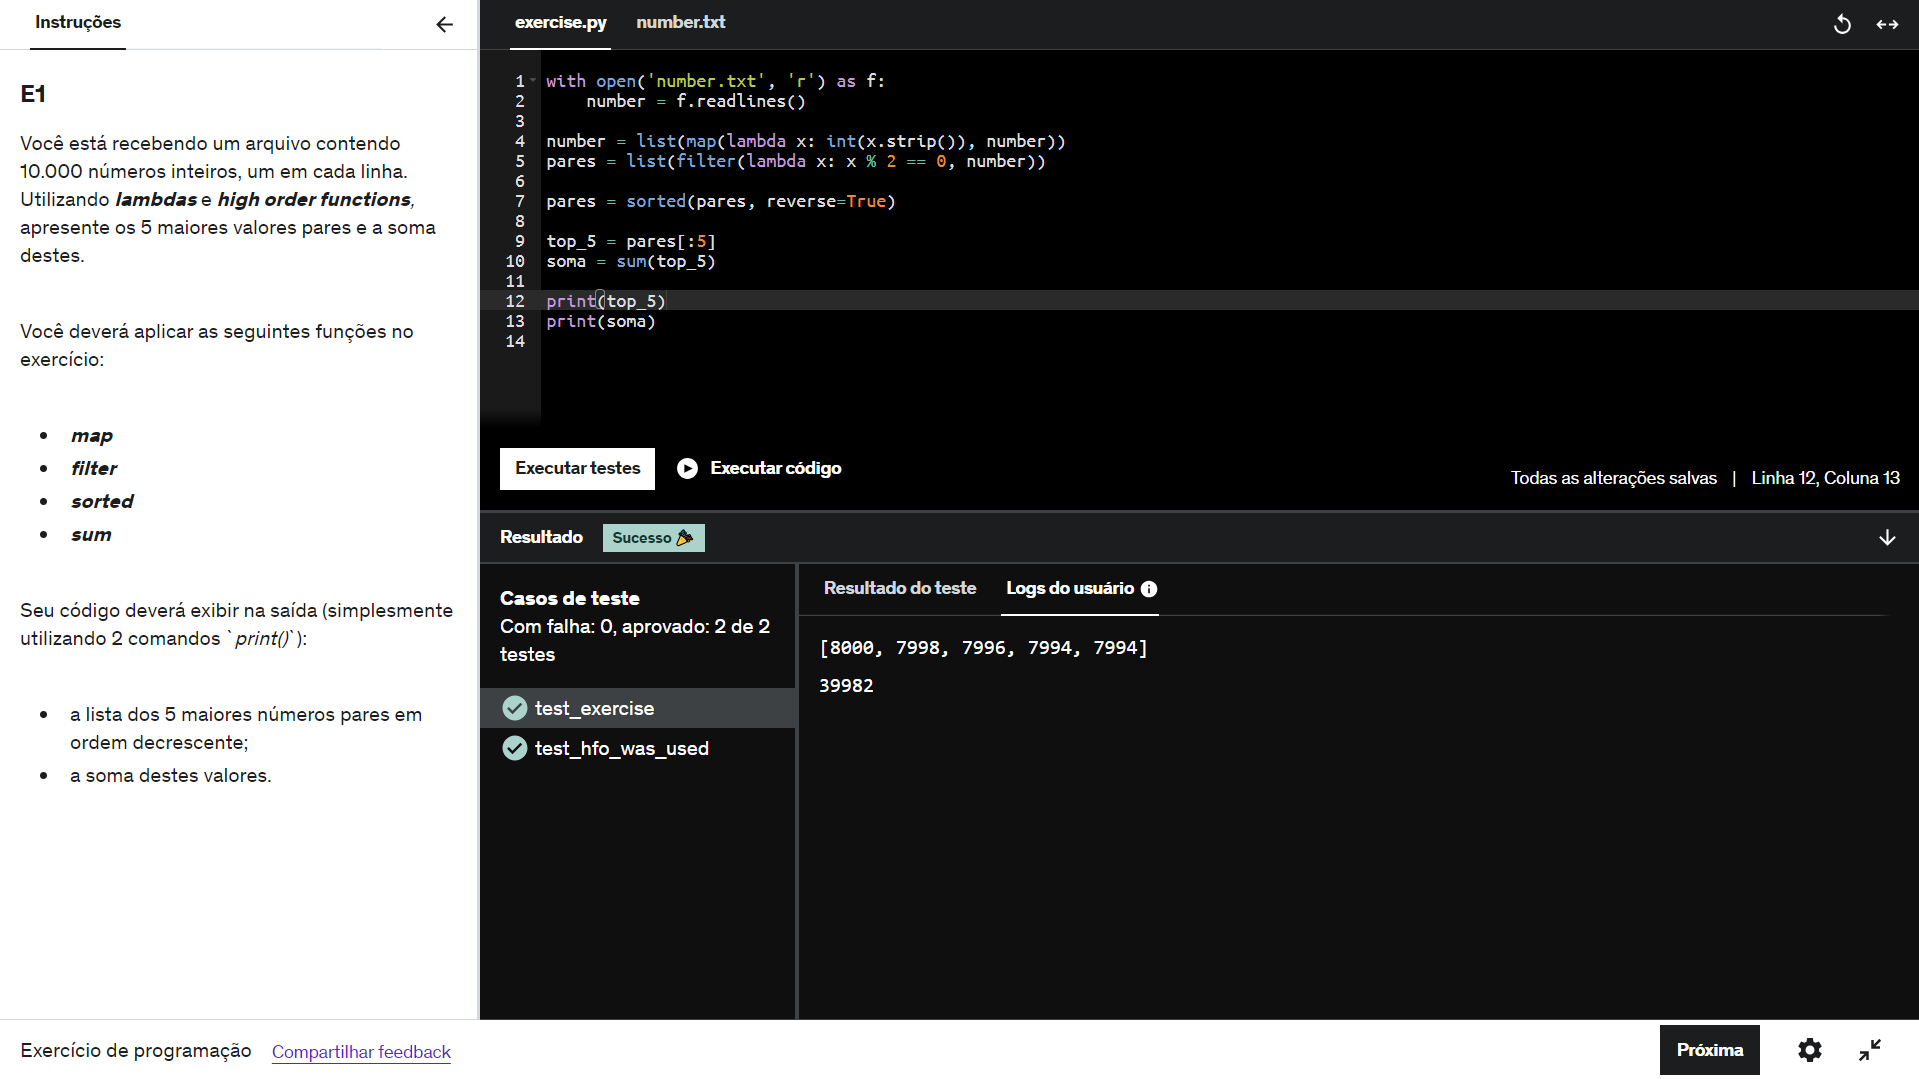 Instruções
E1
Você está recebendo um arquivo contendo
10.000 números inteiros, um em cada linha.
Utilizando lambdas e high order functions,
apresente os 5 maiores valores pares e a soma
destes.
Você deverá aplicar as seguintes funções no
exercício:
• map
• filter
• sorted
• sum
Seu código deverá exibir na saída (simplesmente
utilizando 2 comandos `print()`):
• a lista dos 5 maiores números pares em
ordem decrescente;
• a soma destes valores.
exercise.py number.txt
1 with open('number.txt', 'r') as f:
2     number = f.readlines()
3
4 number = list(map(lambda x: int(x.strip()), number))
5 pares = list(filter(lambda x: x % 2 == 0, number))
6
7 pares = sorted(pares, reverse=True)
8
9 top_5 = pares[:5]
10 soma = sum(top_5)
11
12 print(top_5)
13 print(soma)
14
Executar testes Executar código
Todas as alterações salvas | Linha 12, Coluna 13
Resultado Sucesso
Casos de teste
Com falha: 0, aprovado: 2 de 2
testes
test_exercise
test_hfo_was_used
Resultado do teste Logs do usuário
[8000, 7998, 7996, 7994, 7994]
39982
Exercício de programação Compartilhar feedback
Próxima